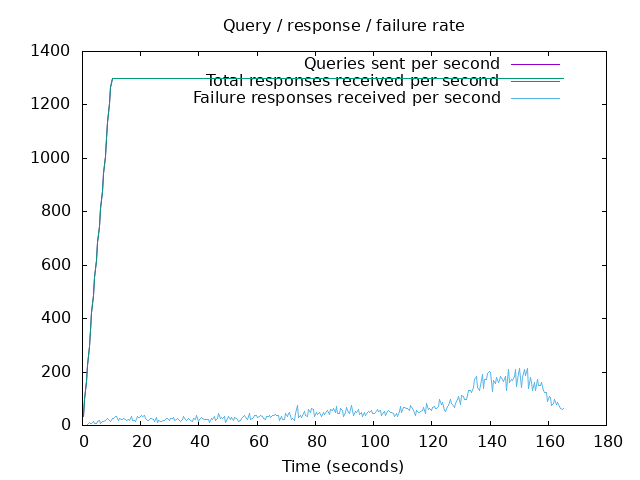 Query / response / failure rate
1400
1200
1000
800
600
400
200
0
Queries sent per second
Total responses received per second
Failure responses received per second
0 20 40 60 80 100 120 140 160 180
Time (seconds)